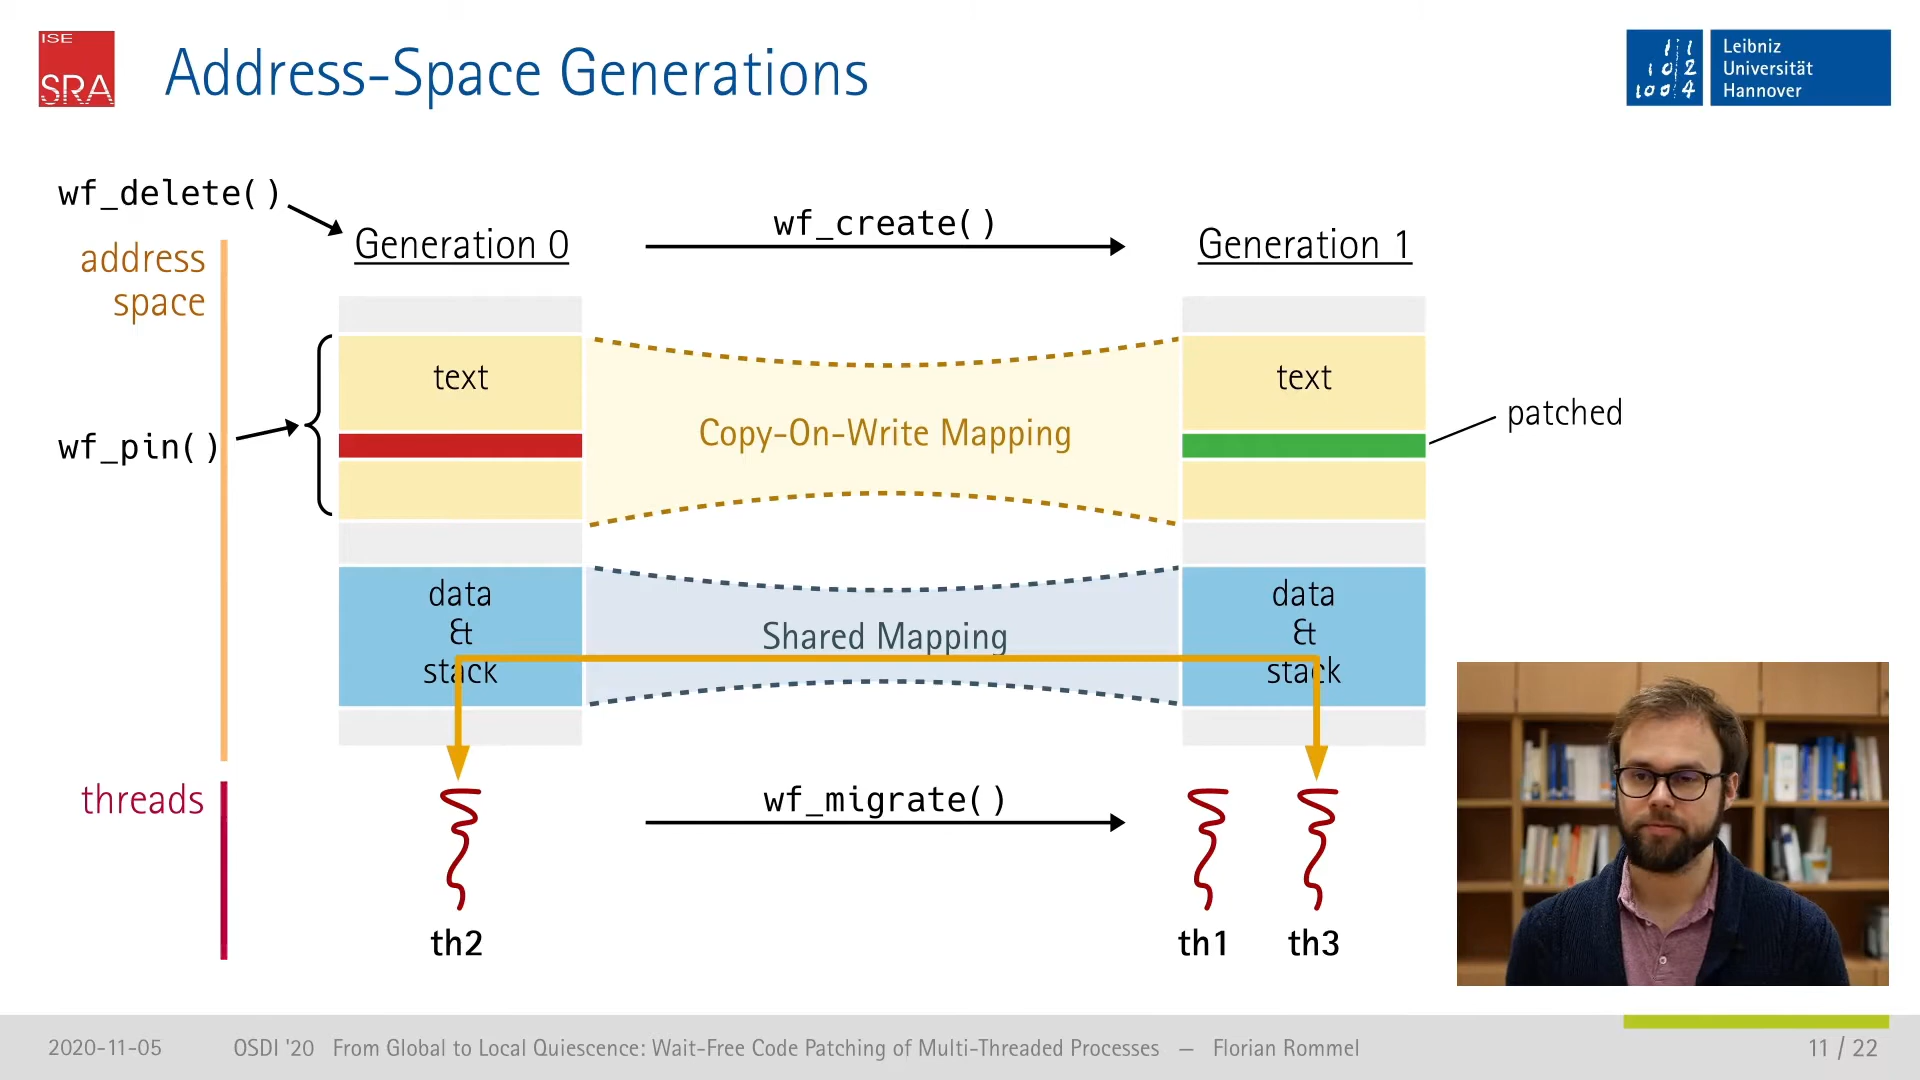 ISE
SRA
Address-Space Generations
Leibniz
Universität
Hannover
wf_delete()
address
space
Generation 0
wf_create()
Generation 1
text
Copy-On-Write Mapping
text
patched
wf_pin()
data
&
stack
Shared Mapping
data
&
stack
threads
wf_migrate()
th2
th1
th3
2020-11-05
OSDI '20 From Global to Local Quiescence: Wait-Free Code Patching of Multi-Threaded Processes — Florian Rommel
11 / 22